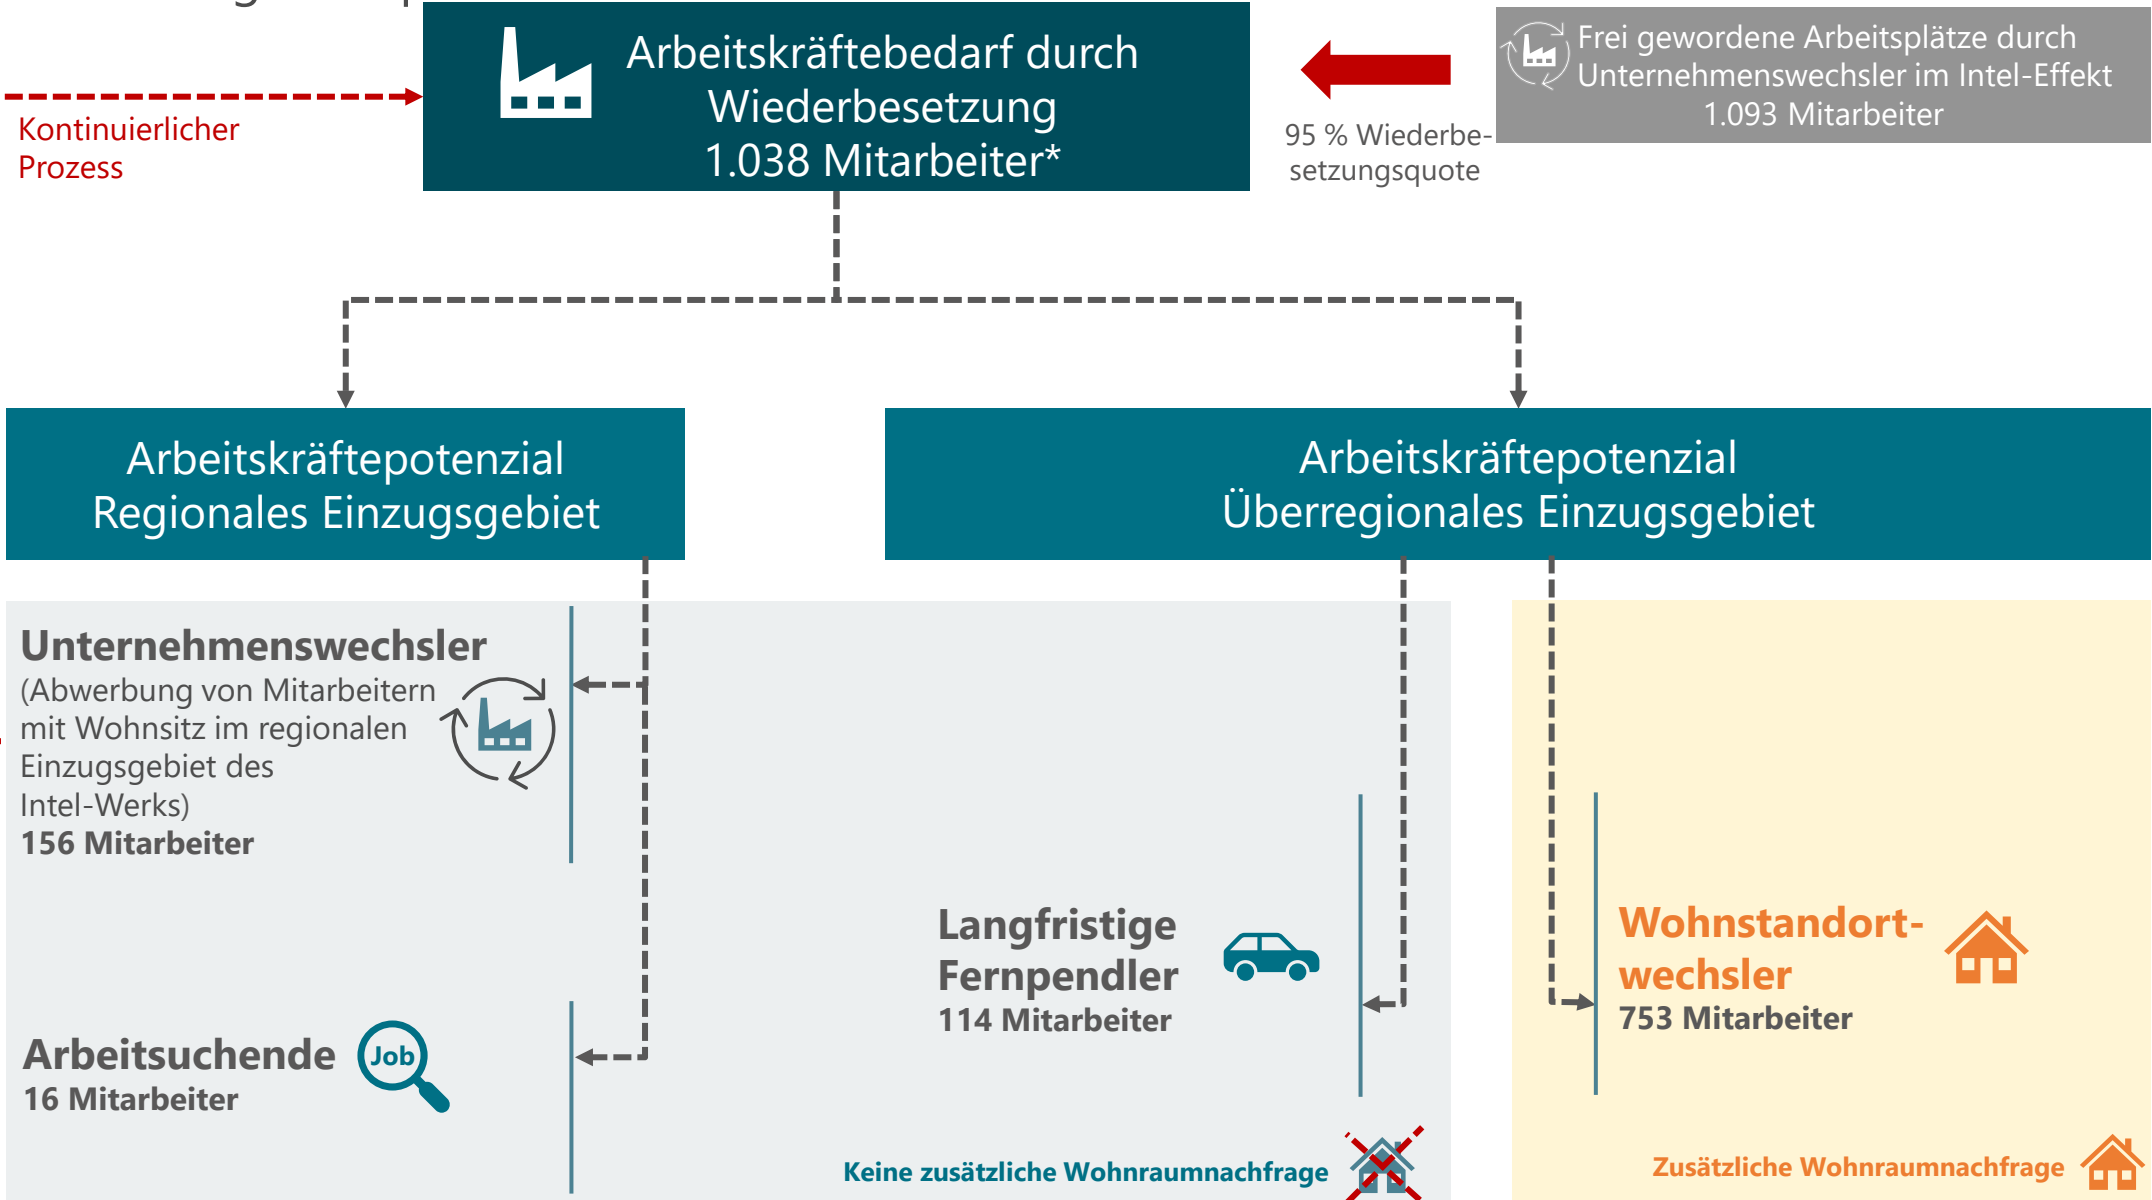 Arbeitskräftebedarf durch
Wiederbesetzung
1.038 Mitarbeiter*
Frei gewordene Arbeitsplätze durch
Unternehmenswechsler im Intel-Effekt
1.093 Mitarbeiter
Kontinuierlicher
Prozess
95 % Wiederbe-
setzungsquote
Arbeitskräftepotenzial
Regionales Einzugsgebiet
Arbeitskräftepotenzial
Überregionales Einzugsgebiet
Unternehmenswechsler
(Abwerbung von Mitarbeitern
mit Wohnsitz im regionalen
Einzugsgebiet des
Intel-Werks)
156 Mitarbeiter
Arbeitsuchende
16 Mitarbeiter
Job
Langfristige
Fernpendler
114 Mitarbeiter
Wohnstandort-
wechsler
753 Mitarbeiter
Keine zusätzliche Wohnraumnachfrage
Zusätzliche Wohnraumnachfrage